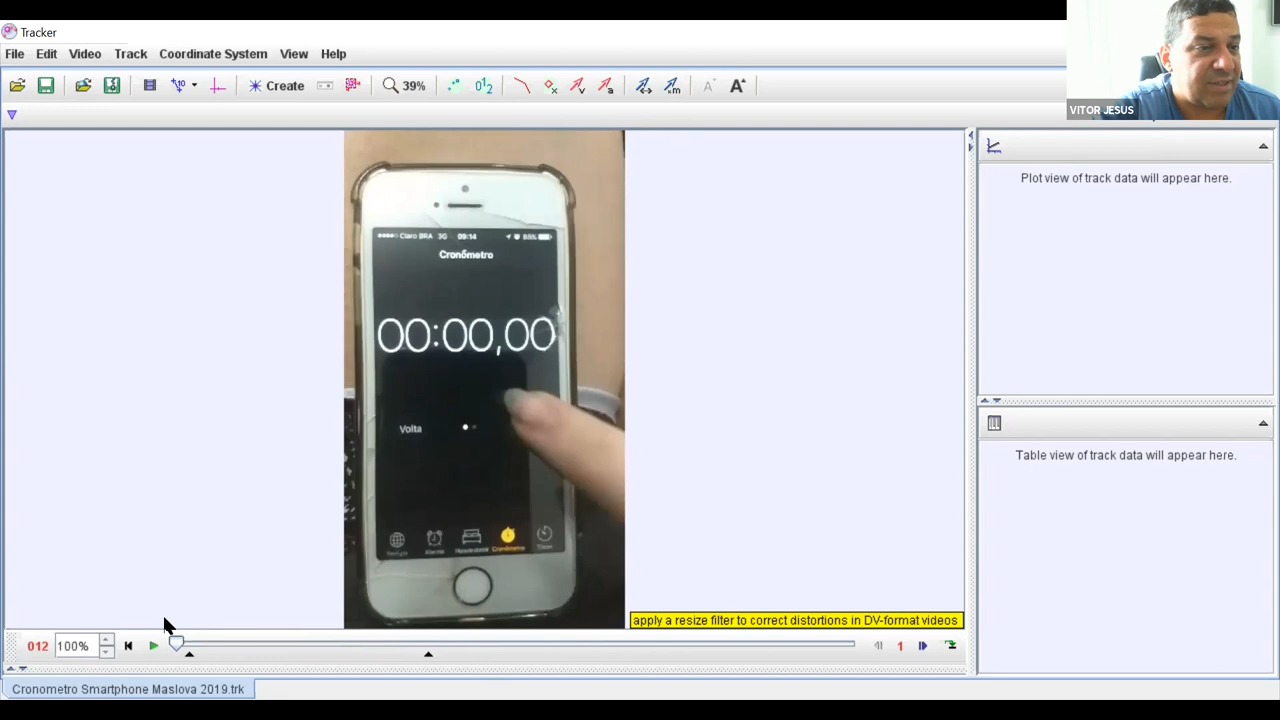 Tracker
File Edit Video Track Coordinate System View Help
Create 39%
VITOR JESUS
Plot view of track data will appear here.
Claro BRA 3G 09:14 85%
Cronômetro
00:00,00
Volta
Cronômetro
Table view of track data will appear here.
apply a resize filter to correct distortions in DV-format videos
012 100% 1
Cronometro Smartphone Maslova 2019.trk